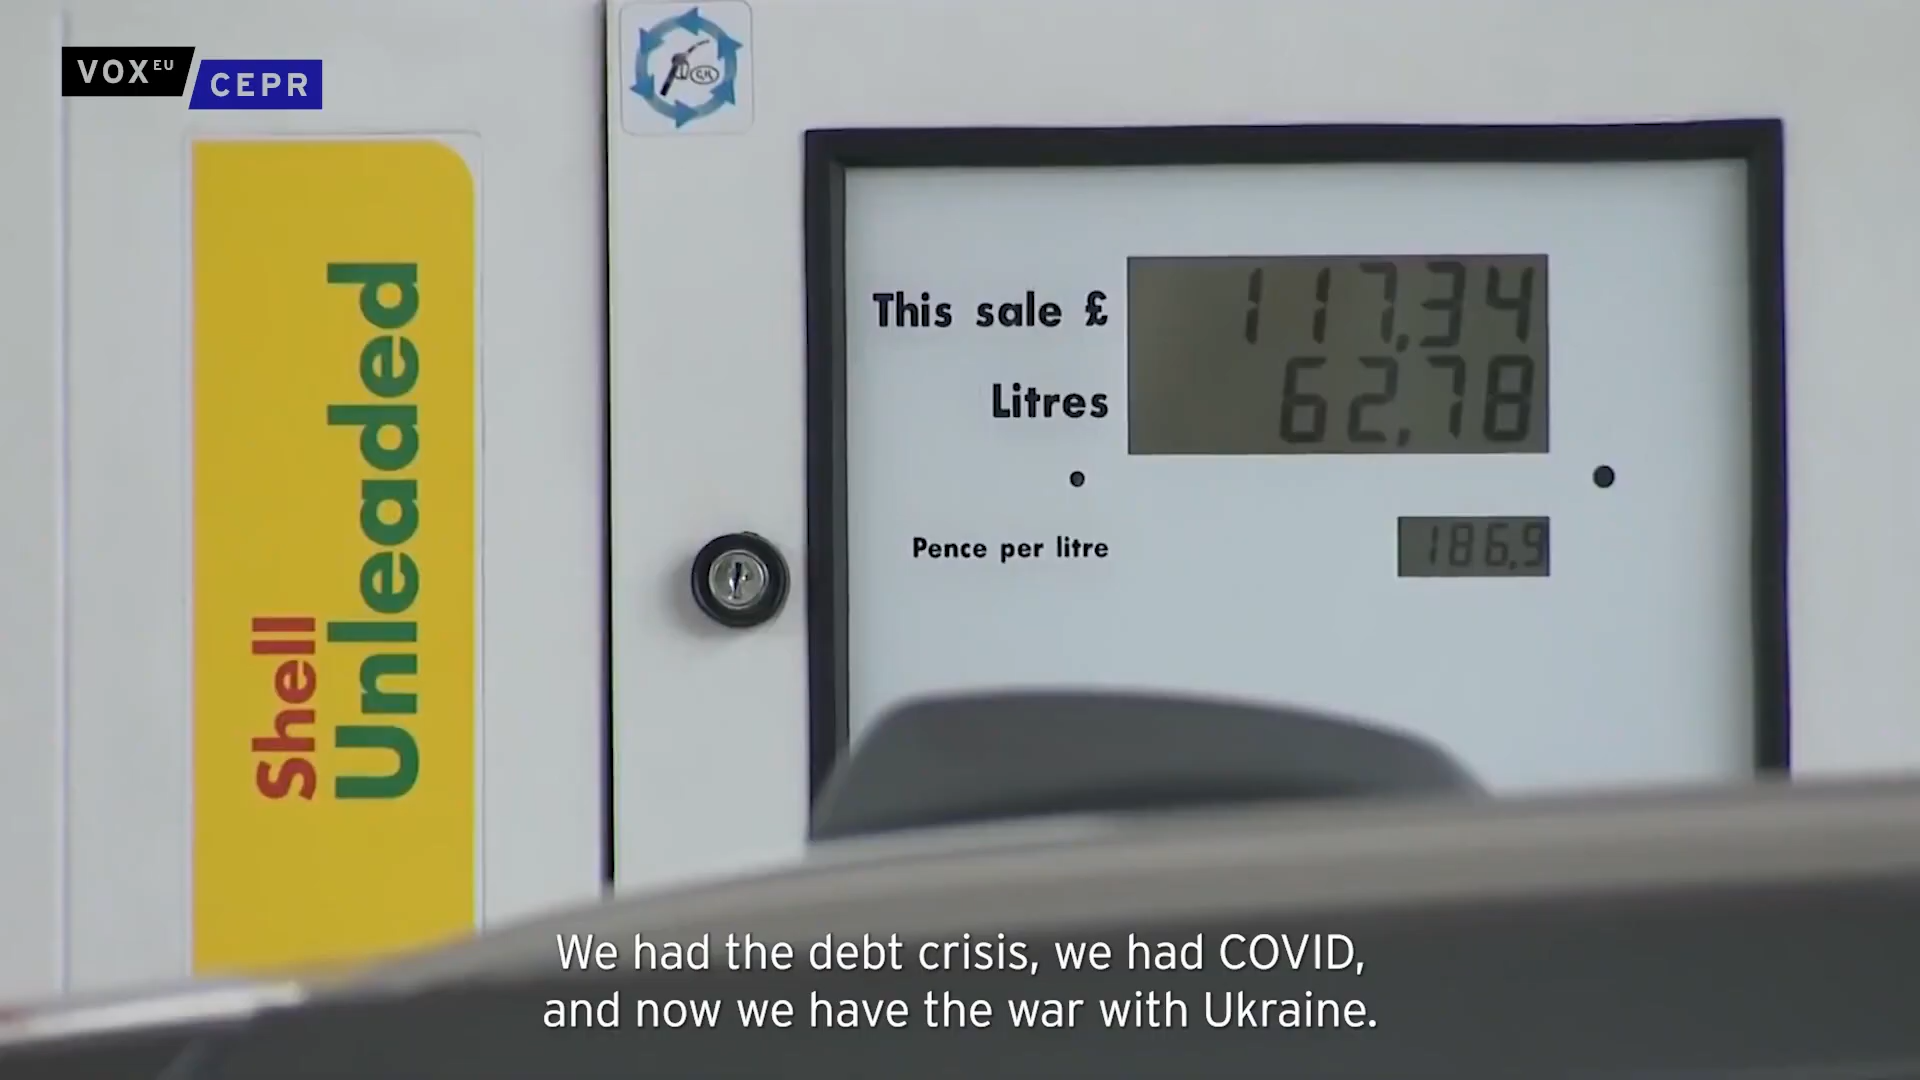 VOX EU
CEPR
Shell
Unleaded
This sale £ 117,34
Litres 62,78
Pence per litre 186,9
We had the debt crisis, we had COVID,
and now we have the war with Ukraine.